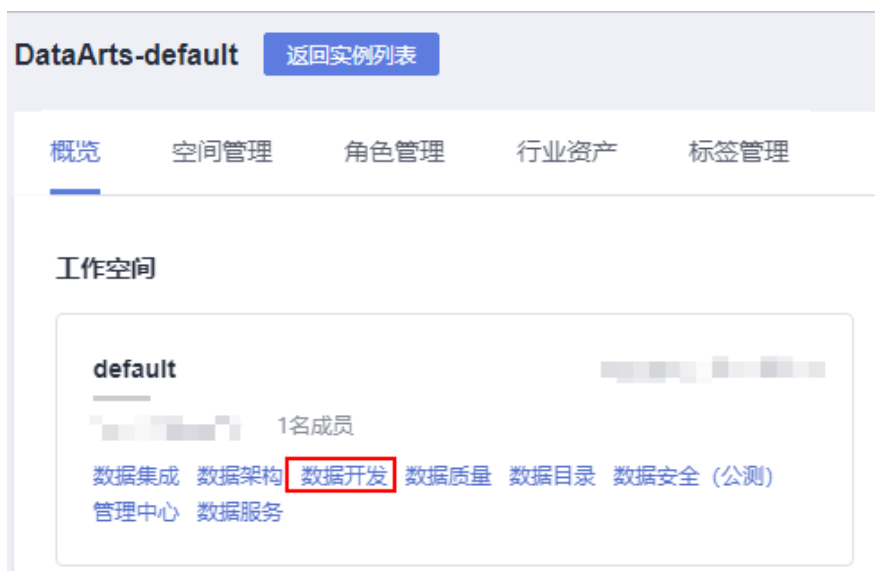 DataArts-default 返回实例列表
概览 空间管理 角色管理 行业资产 标签管理
工作空间
default
1名成员
数据集成 数据架构 数据开发 数据质量 数据目录 数据安全（公测）
管理中心 数据服务